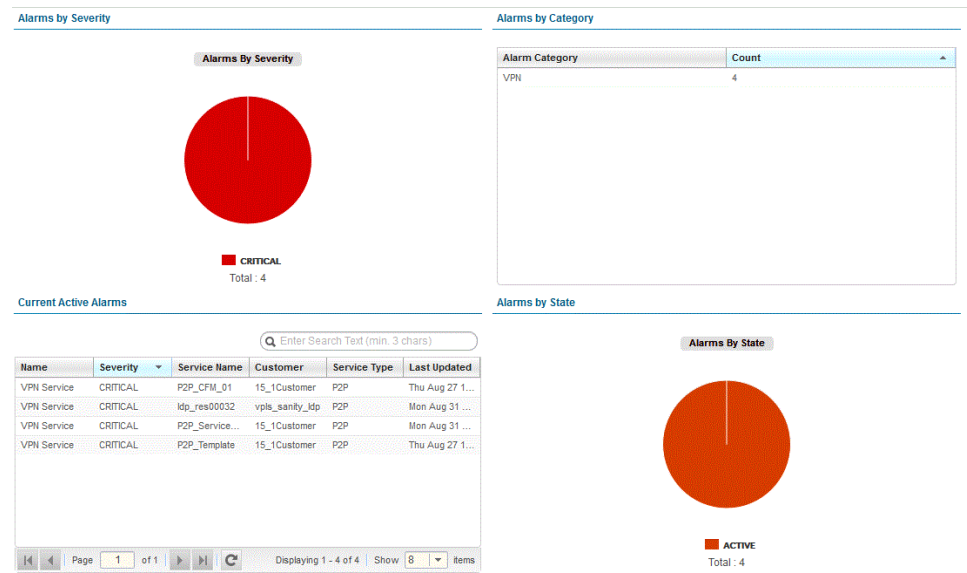 Alarms by Severity
Alarms By Severity
CRITICAL
Total : 4
Alarms by Category
Alarm Category Count
VPN 4
Current Active Alarms
Enter Search Text (min. 3 chars)
Name Severity Service Name Customer Service Type Last Updated
VPN Service CRITICAL P2P_CFM_01 15_1Customer P2P Thu Aug 27 1...
VPN Service CRITICAL ldp_res00032 vpls_sanity_ldp P2P Mon Aug 31 ...
VPN Service CRITICAL P2P_Service... 15_1Customer P2P Mon Aug 31 ...
VPN Service CRITICAL P2P_Template 15_1Customer P2P Thu Aug 27 1...
Page 1 of 1 Displaying 1 - 4 of 4 Show 8 items
Alarms by State
Alarms By State
ACTIVE
Total : 4